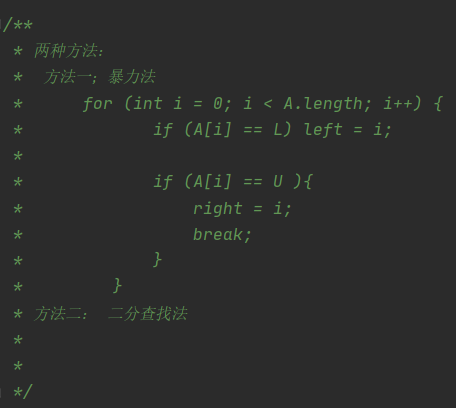 /**
* 两种方法：
* 方法一；暴力法
* for (int i = 0; i < A.length; i++) {
* if (A[i] == L) left = i;
*
* if (A[i] == U ){
* right = i;
* break;
* }
* }
* 方法二： 二分查找法
*
*
*/